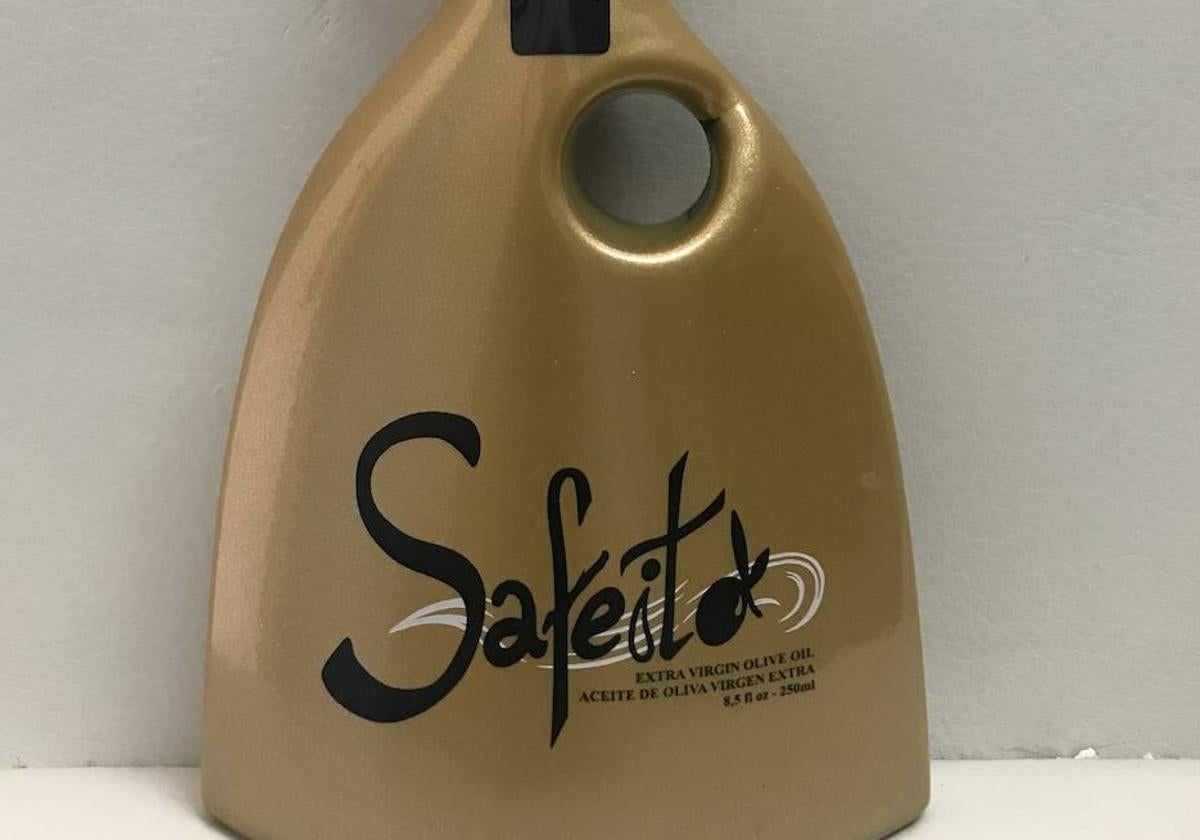 Safeito
EXTRA VIRGIN OLIVE OIL
ACEITE DE OLIVA VIRGEN EXTRA
8,5 fl oz - 250ml